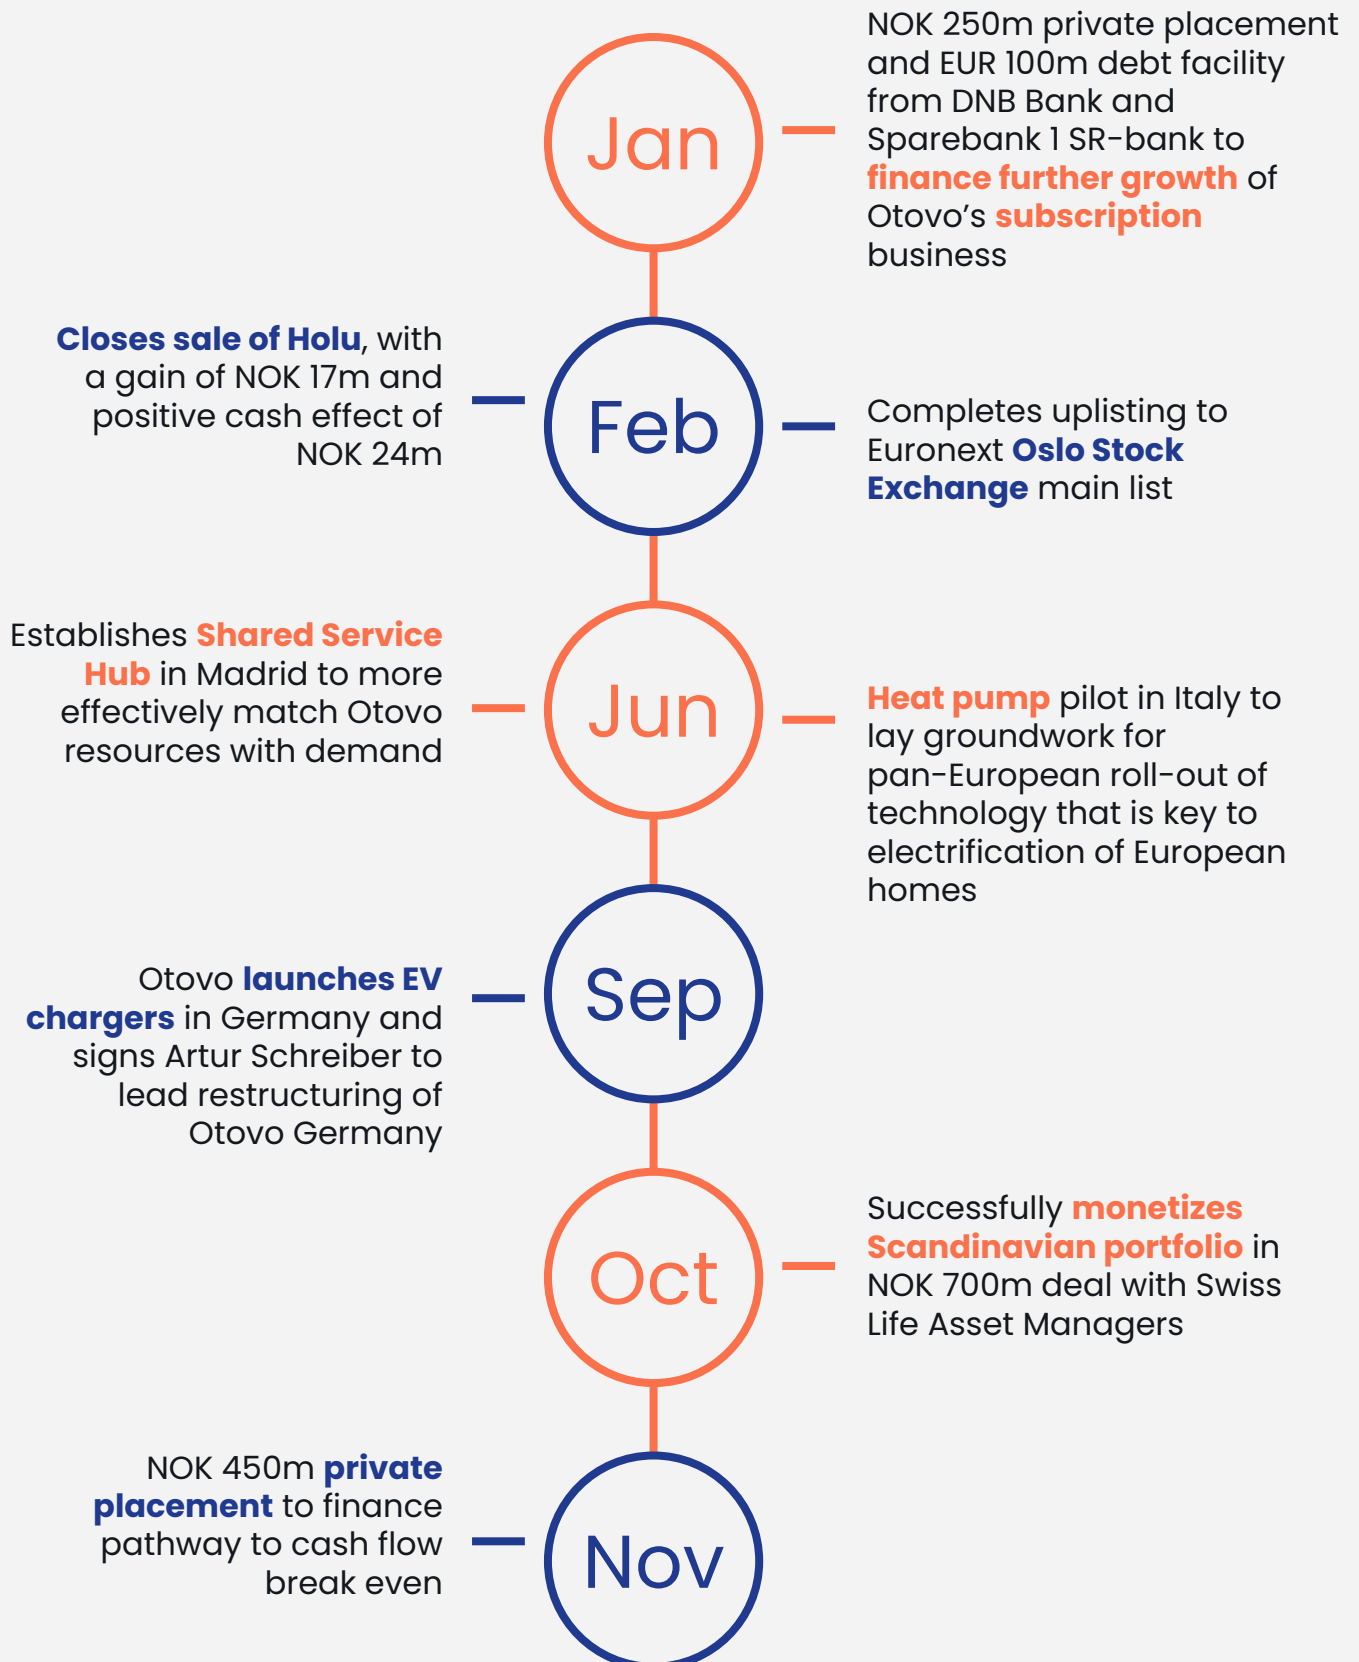 Jan
NOK 250m private placement
and EUR 100m debt facility
from DNB Bank and
Sparebank 1 SR-bank to
finance further growth of
Otovo’s subscription
business
Closes sale of Holu, with
a gain of NOK 17m and
positive cash effect of
NOK 24m
Feb
Completes uplisting to
Euronext Oslo Stock
Exchange main list
Establishes Shared Service
Hub in Madrid to more
effectively match Otovo
resources with demand
Jun
Heat pump pilot in Italy to
lay groundwork for
pan-European roll-out of
technology that is key to
electrification of European
homes
Otovo launches EV
chargers in Germany and
signs Artur Schreiber to
lead restructuring of
Otovo Germany
Sep
Oct
Successfully monetizes
Scandinavian portfolio in
NOK 700m deal with Swiss
Life Asset Managers
NOK 450m private
placement to finance
pathway to cash flow
break even
Nov